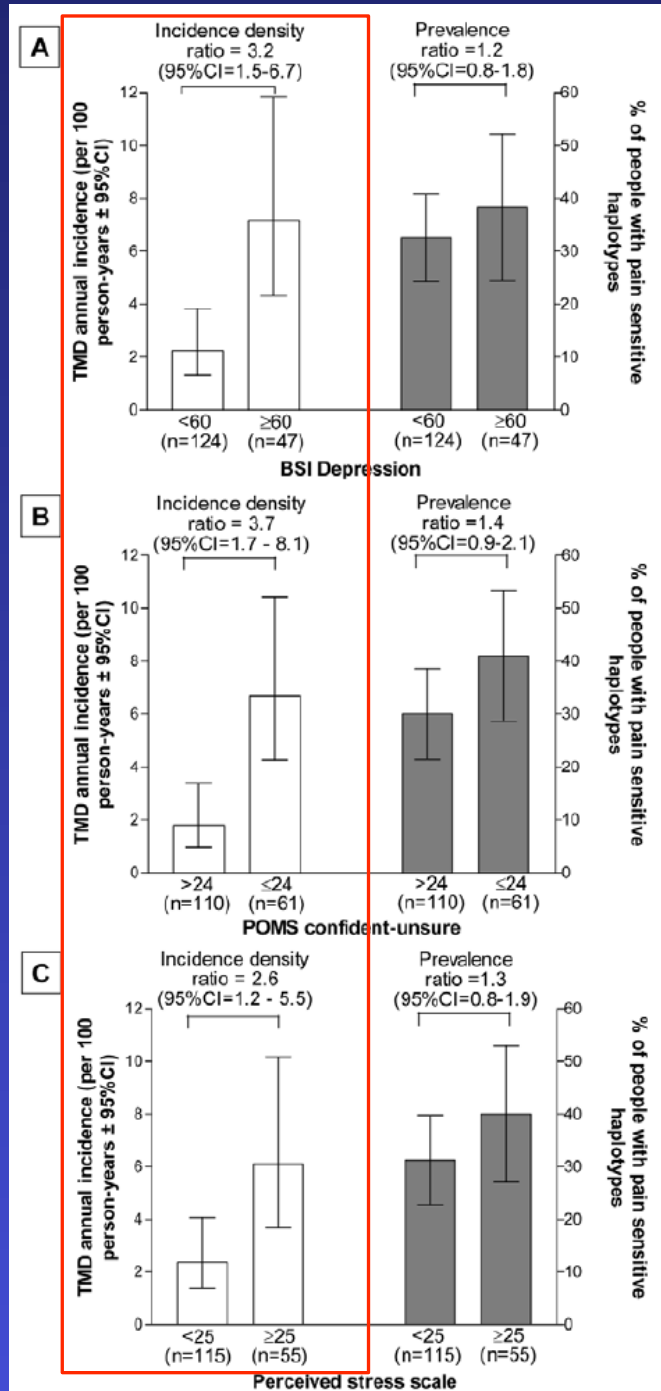 A
Incidence density
ratio = 3.2
(95%CI=1.5-6.7)
Prevalence
ratio =1.2
(95%CI=0.8-1.8)
TMD annual incidence (per 100
person-years ± 95%CI)
12
10
8
6
4
2
0
60
50
40
30
20
10
0
% of people with pain sensitive
haplotypes
<60
(n=124)
≥60
(n=47)
<60
(n=124)
≥60
(n=47)
BSI Depression
B
Incidence density
ratio = 3.7
(95%CI=1.7 - 8.1)
Prevalence
ratio =1.4
(95%CI=0.9-2.1)
TMD annual incidence (per 100
person-years ± 95%CI)
12
10
8
6
4
2
0
60
50
40
30
20
10
0
% of people with pain sensitive
haplotypes
>24
(n=110)
≤24
(n=61)
>24
(n=110)
≤24
(n=61)
POMS confident-unsure
C
Incidence density
ratio = 2.6
(95%CI=1.2 - 5.5)
Prevalence
ratio =1.3
(95%CI=0.8-1.9)
TMD annual incidence (per 100
person-years ± 95%CI)
12
10
8
6
4
2
0
60
50
40
30
20
10
0
% of people with pain sensitive
haplotypes
<25
(n=115)
≥25
(n=55)
<25
(n=115)
≥25
(n=55)
Perceived stress scale